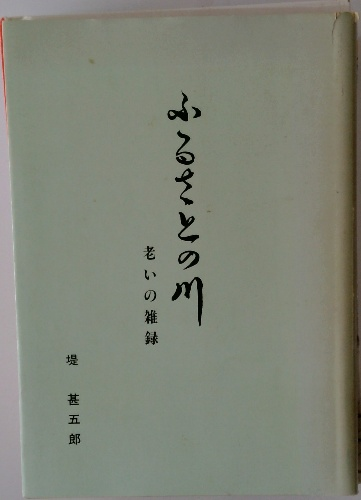 ふるさとの川
老いの雑録
堤 甚五郎